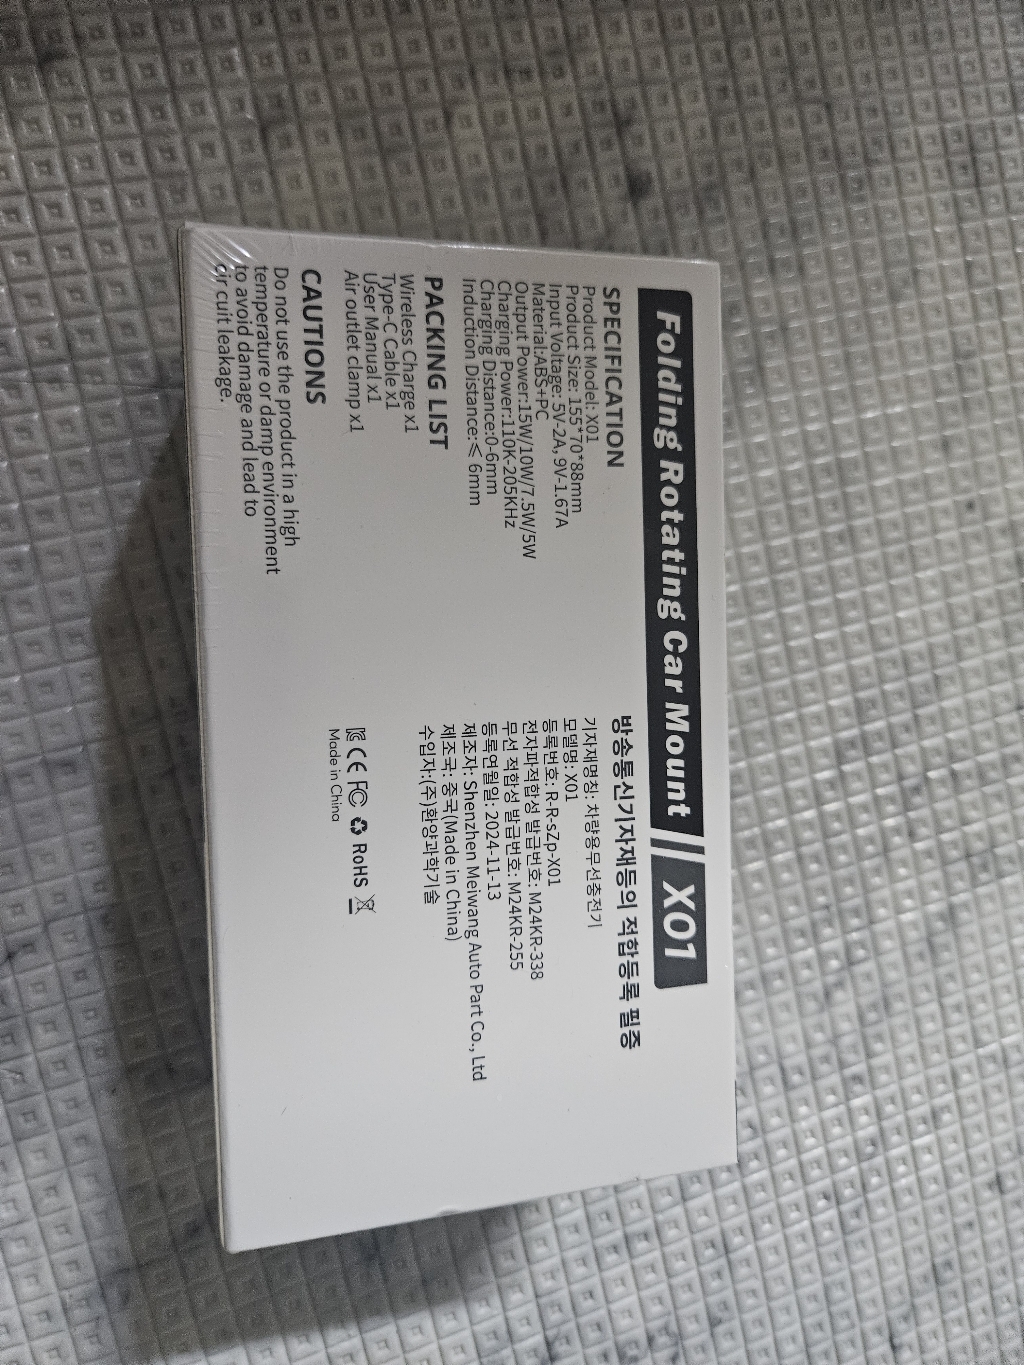 Folding Rotating Car Mount X01
SPECIFICATION
Product Model: X01
Product Size: 155*70*88mm
Input Voltage: 5V-2A, 9V-1.67A
Material:ABS+PC
Output Power:15W/10W/7.5W/5W
Charging Power:110K-205KHz
Charging Distance:0-6mm
Induction Distance:≤ 6mm
PACKING LIST
Wireless Charge x1
Type-C Cable x1
User Manual x1
Air outlet clamp x1
CAUTIONS
Do not use the product in a high
temperature or damp environment
to avoid damage and lead to
cir cuit leakage.
방송통신기자재등의 적합등록 필증
기자재명칭: 차량용무선충전기
모델명: X01
등록번호: R-R-sZp-X01
전자파적합성 발급번호: M24KR-338
무선 적합성 발급번호: M24KR-255
등록연월일: 2024-11-13
제조자: Shenzhen Meiwang Auto Part Co., Ltd
제조국: 중국(Made in China)
수입자:(주)화양과학기술
CE FC RoHS
Made in China